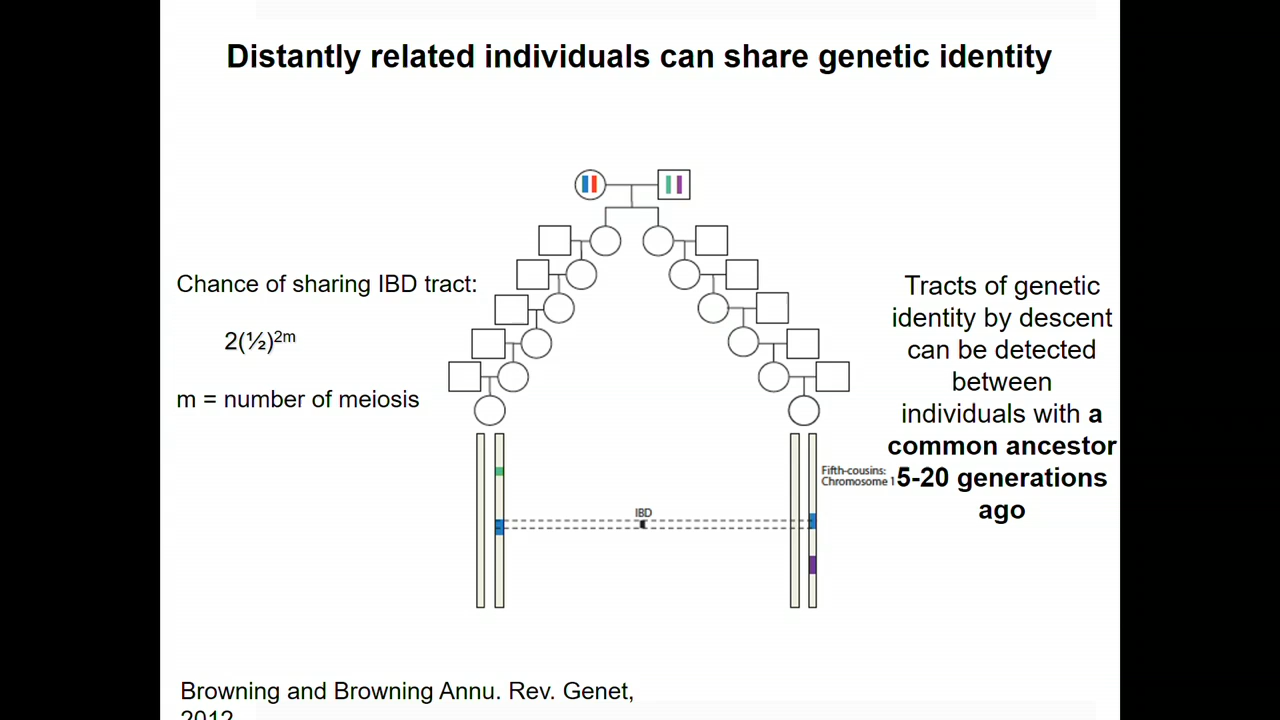 Distantly related individuals can share genetic identity
Chance of sharing IBD tract:
2(½)²ᵐ
m = number of meiosis
Tracts of genetic
identity by descent
can be detected
between
individuals with a
common ancestor
5-20 generations
ago
Fifth-cousins:
Chromosome 1
IBD
Browning and Browning Annu. Rev. Genet,
2012